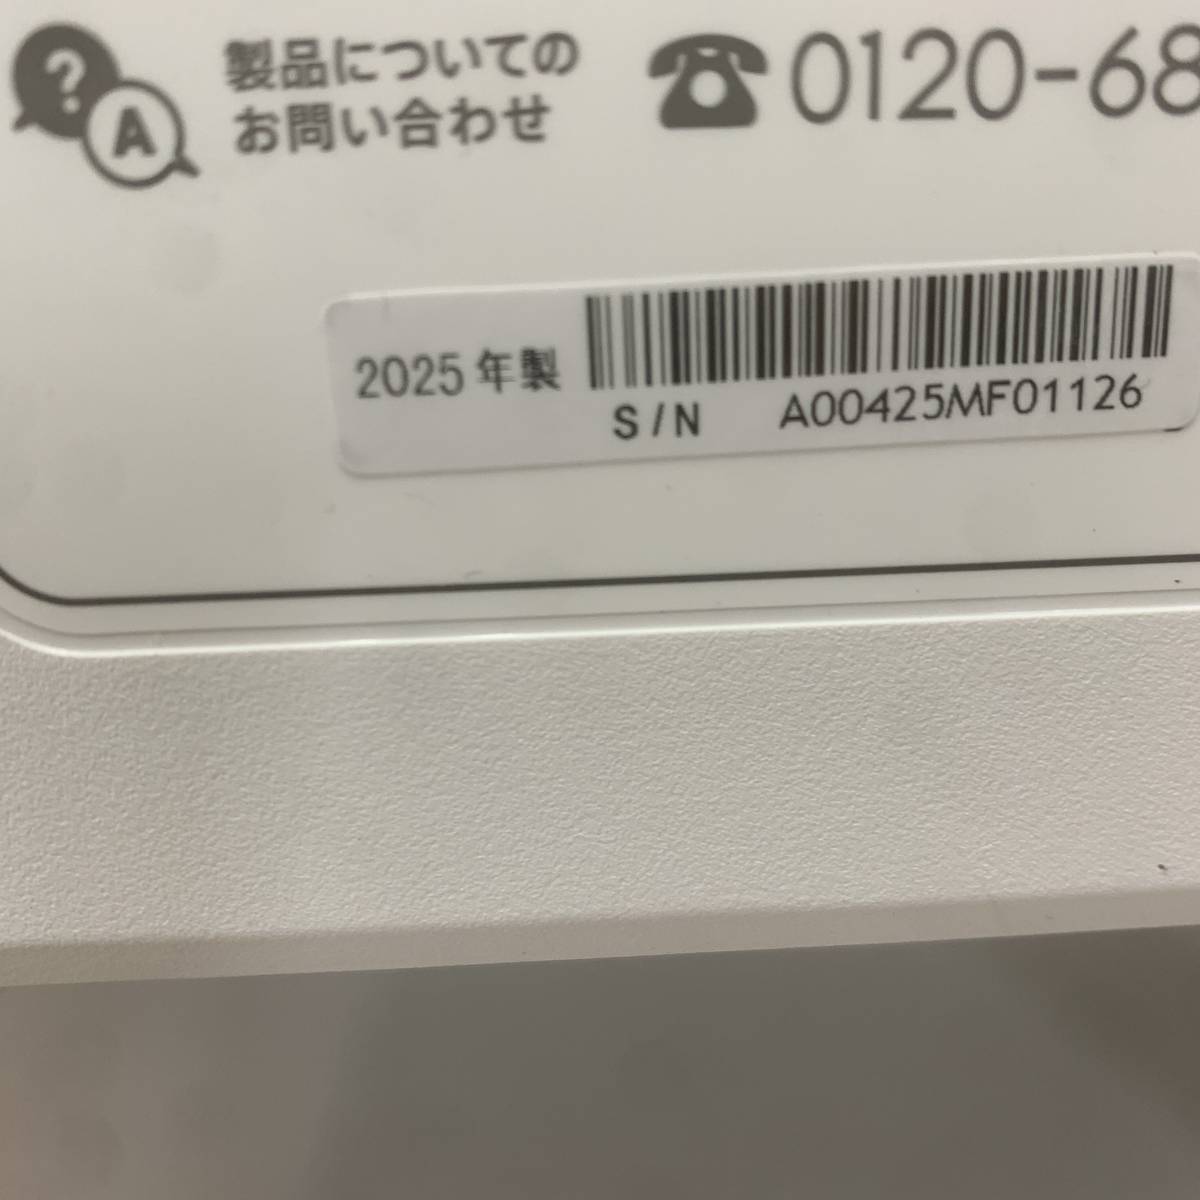 ?
A
製品についての
お問い合わせ
0120-68
2025年製
S/N A00425MF01126